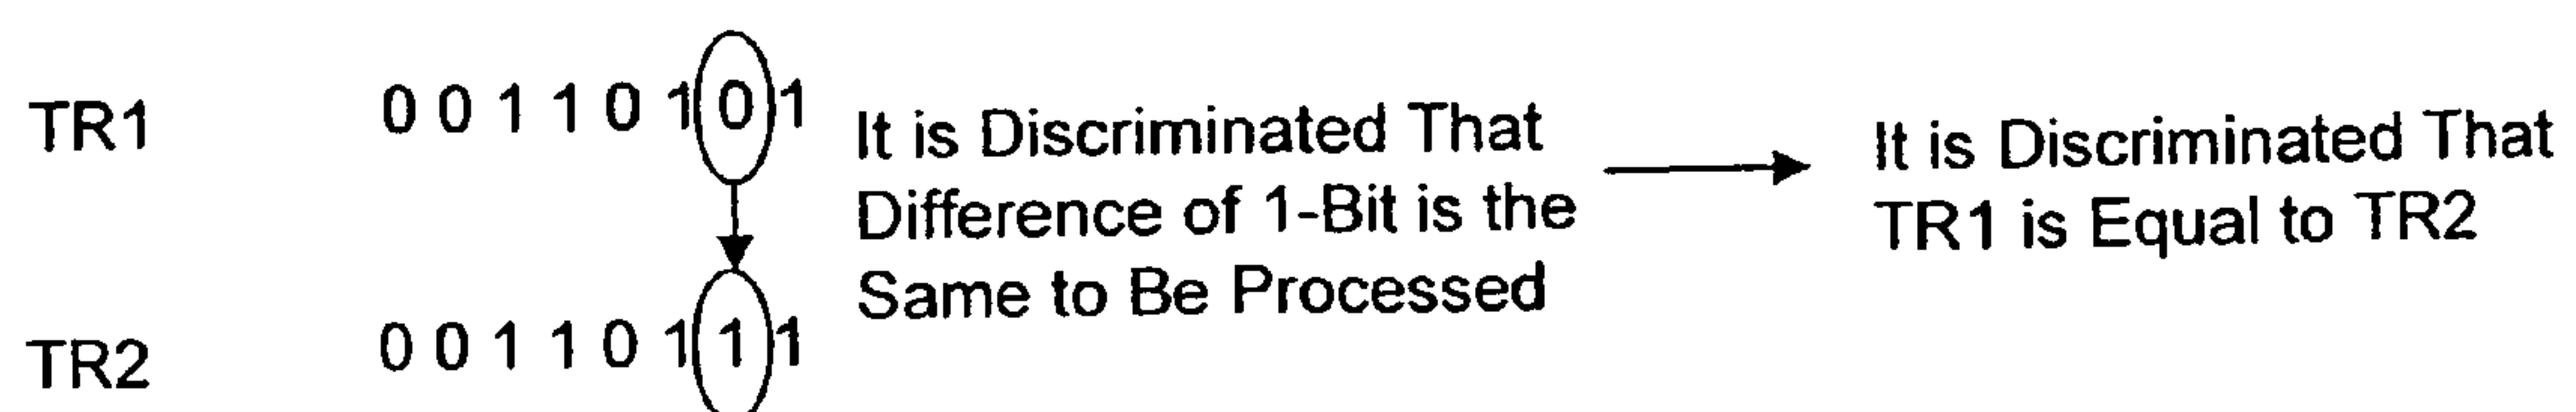 TR1 0 0 1 1 0 1 0 1
It is Discriminated That
Difference of 1-Bit is the
Same to Be Processed
It is Discriminated That
TR1 is Equal to TR2
TR2 0 0 1 1 0 1 1 1